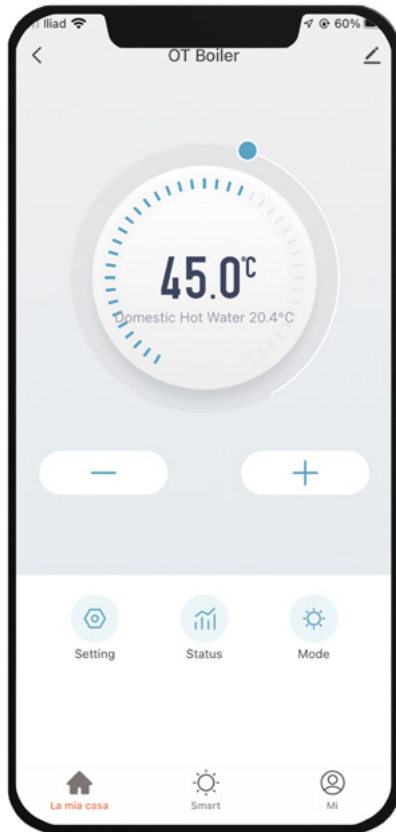 Iliad 60%
OT Boiler
45.0°C
Domestic Hot Water 20.4°C
Setting Status Mode
La mia casa Smart Mi